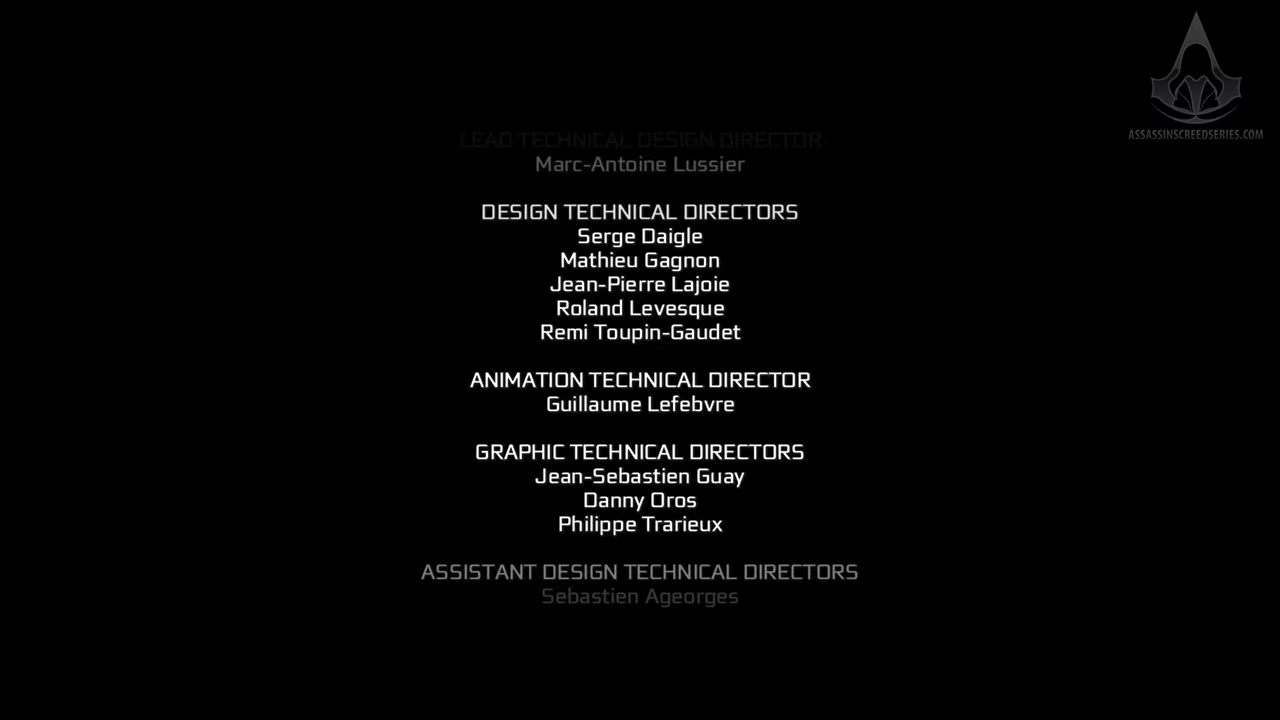 ASSASSINSCREEDSERIES.COM
LEAD TECHNICAL DESIGN DIRECTOR
Marc-Antoine Lussier
DESIGN TECHNICAL DIRECTORS
Serge Daigle
Mathieu Gagnon
Jean-Pierre Lajoie
Roland Levesque
Remi Toupin-Gaudet
ANIMATION TECHNICAL DIRECTOR
Guillaume Lefebvre
GRAPHIC TECHNICAL DIRECTORS
Jean-Sebastien Guay
Danny Oros
Philippe Trarieux
ASSISTANT DESIGN TECHNICAL DIRECTORS
Sebastien Ageorges